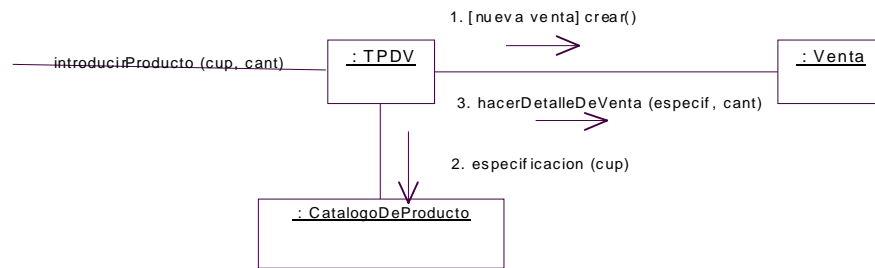 1. [nueva venta] crear()
introducirProducto (cup, cant)
: TPDV
: Venta
3. hacerDetalleDeVenta (especif, cant)
2. especificacion (cup)
: CatalogoDeProducto